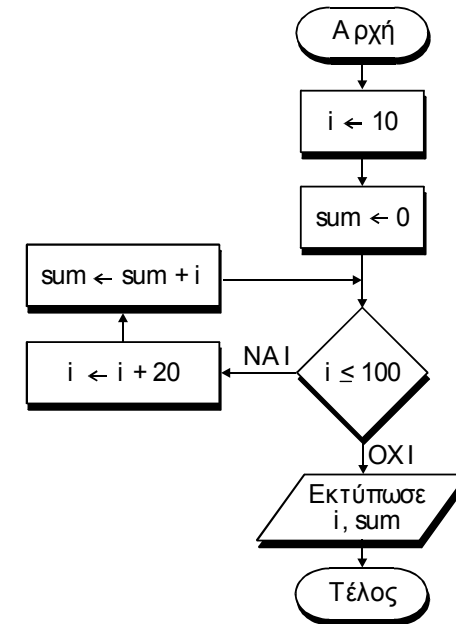 Αρχή
i ← 10
sum ← 0
sum ← sum + i
i ← i + 20
ΝΑΙ
i ≤ 100
ΟΧΙ
Εκτύπωσε
i, sum
Τέλος